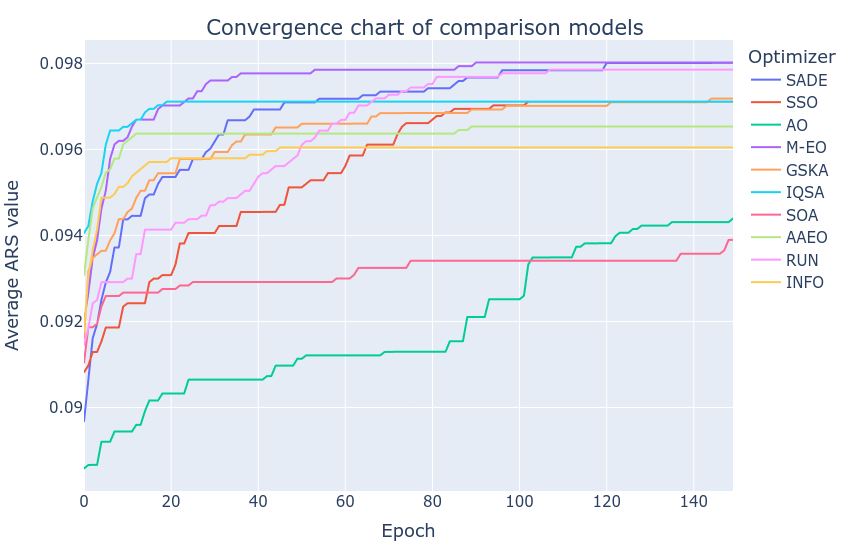 Convergence chart of comparison models
Average ARS value
0.098
0.096
0.094
0.092
0.09
0 20 40 60 80 100 120 140
Epoch
Optimizer
SADE
SSO
AO
M-EO
GSKA
IQSA
SOA
AAEO
RUN
INFO